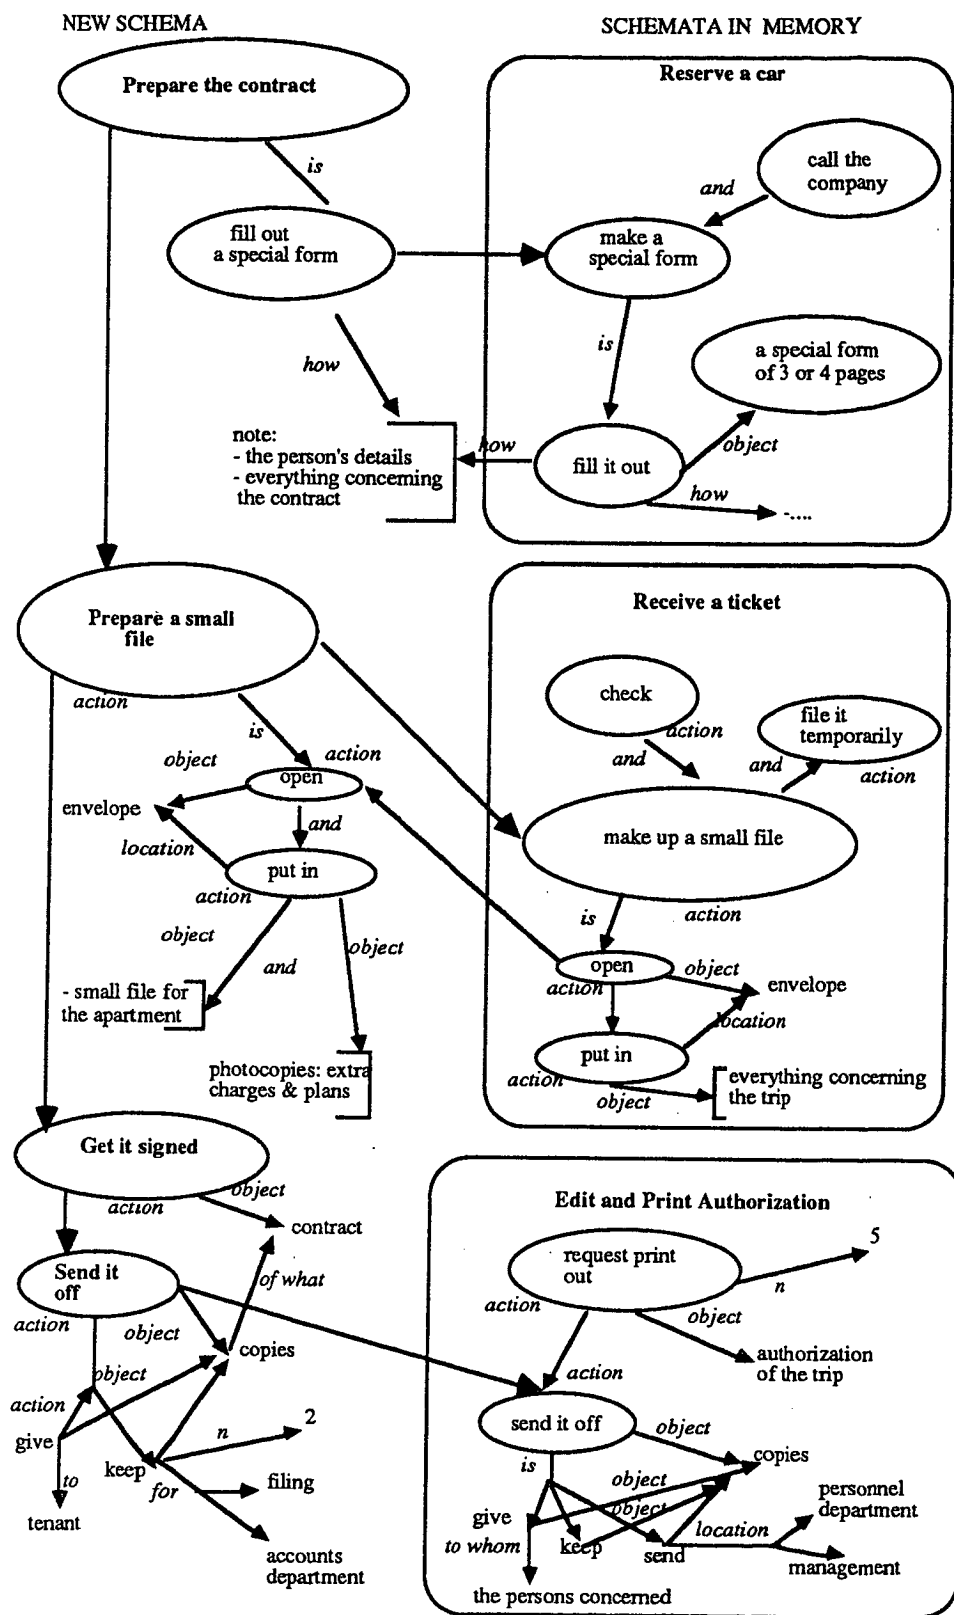 NEW SCHEMA
SCHEMATA IN MEMORY
Prepare the contract
is
fill out
a special form
how
note:
- the person's details
- everything concerning
the contract
Reserve a car
call the
company
and
make a
special form
is
a special form
of 3 or 4 pages
object
how
fill it out
how
-....
Prepare a small
file
action
is
object
action
open
envelope
and
location
put in
action
object
and
object
- small file for
the apartment
photocopies: extra
charges & plans
Receive a ticket
check
action
and
file it
temporarily
and
action
make up a small file
is
action
open
object
action
envelope
location
put in
action
object
everything concerning
the trip
Get it signed
action
object
contract
Send it
off
of what
action
object
copies
object
action
give
n
2
keep
to
for
filing
tenant
accounts
department
Edit and Print Authorization
request print
out
5
n
action
object
authorization
of the trip
action
send it off
object
is
copies
object
object
personnel
department
give
to whom
keep
send
location
management
the persons concerned